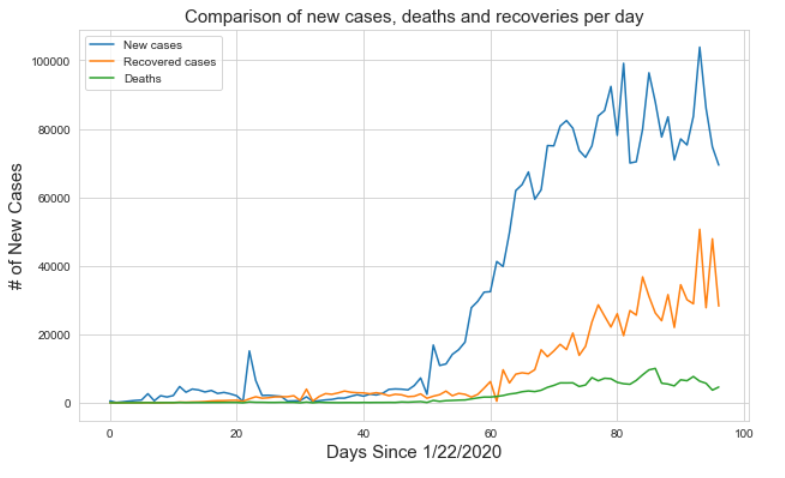 Comparison of new cases, deaths and recoveries per day
New cases
Recovered cases
Deaths
100000
80000
60000
40000
20000
0
# of New Cases
0 20 40 60 80 100
Days Since 1/22/2020